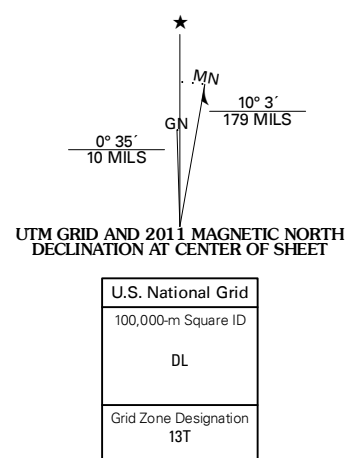 ★
MN
GN
10° 3´
179 MILS
0° 35´
10 MILS
UTM GRID AND 2011 MAGNETIC NORTH
DECLINATION AT CENTER OF SHEET
U.S. National Grid
100,000-m Square ID
DL
Grid Zone Designation
13T